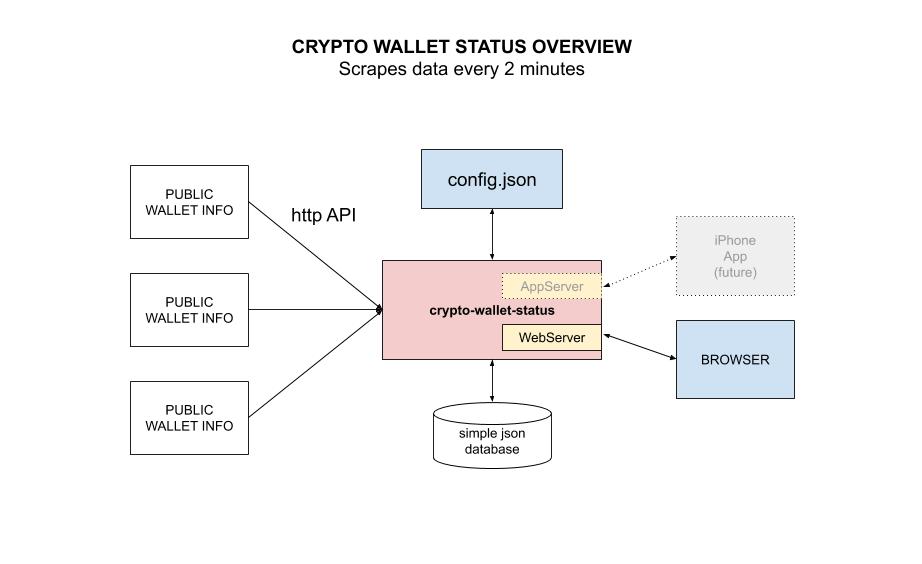 CRYPTO WALLET STATUS OVERVIEW
Scrapes data every 2 minutes
PUBLIC
WALLET INFO
http API
PUBLIC
WALLET INFO
PUBLIC
WALLET INFO
config.json
AppServer
crypto-wallet-status
WebServer
simple json
database
iPhone
App
(future)
BROWSER